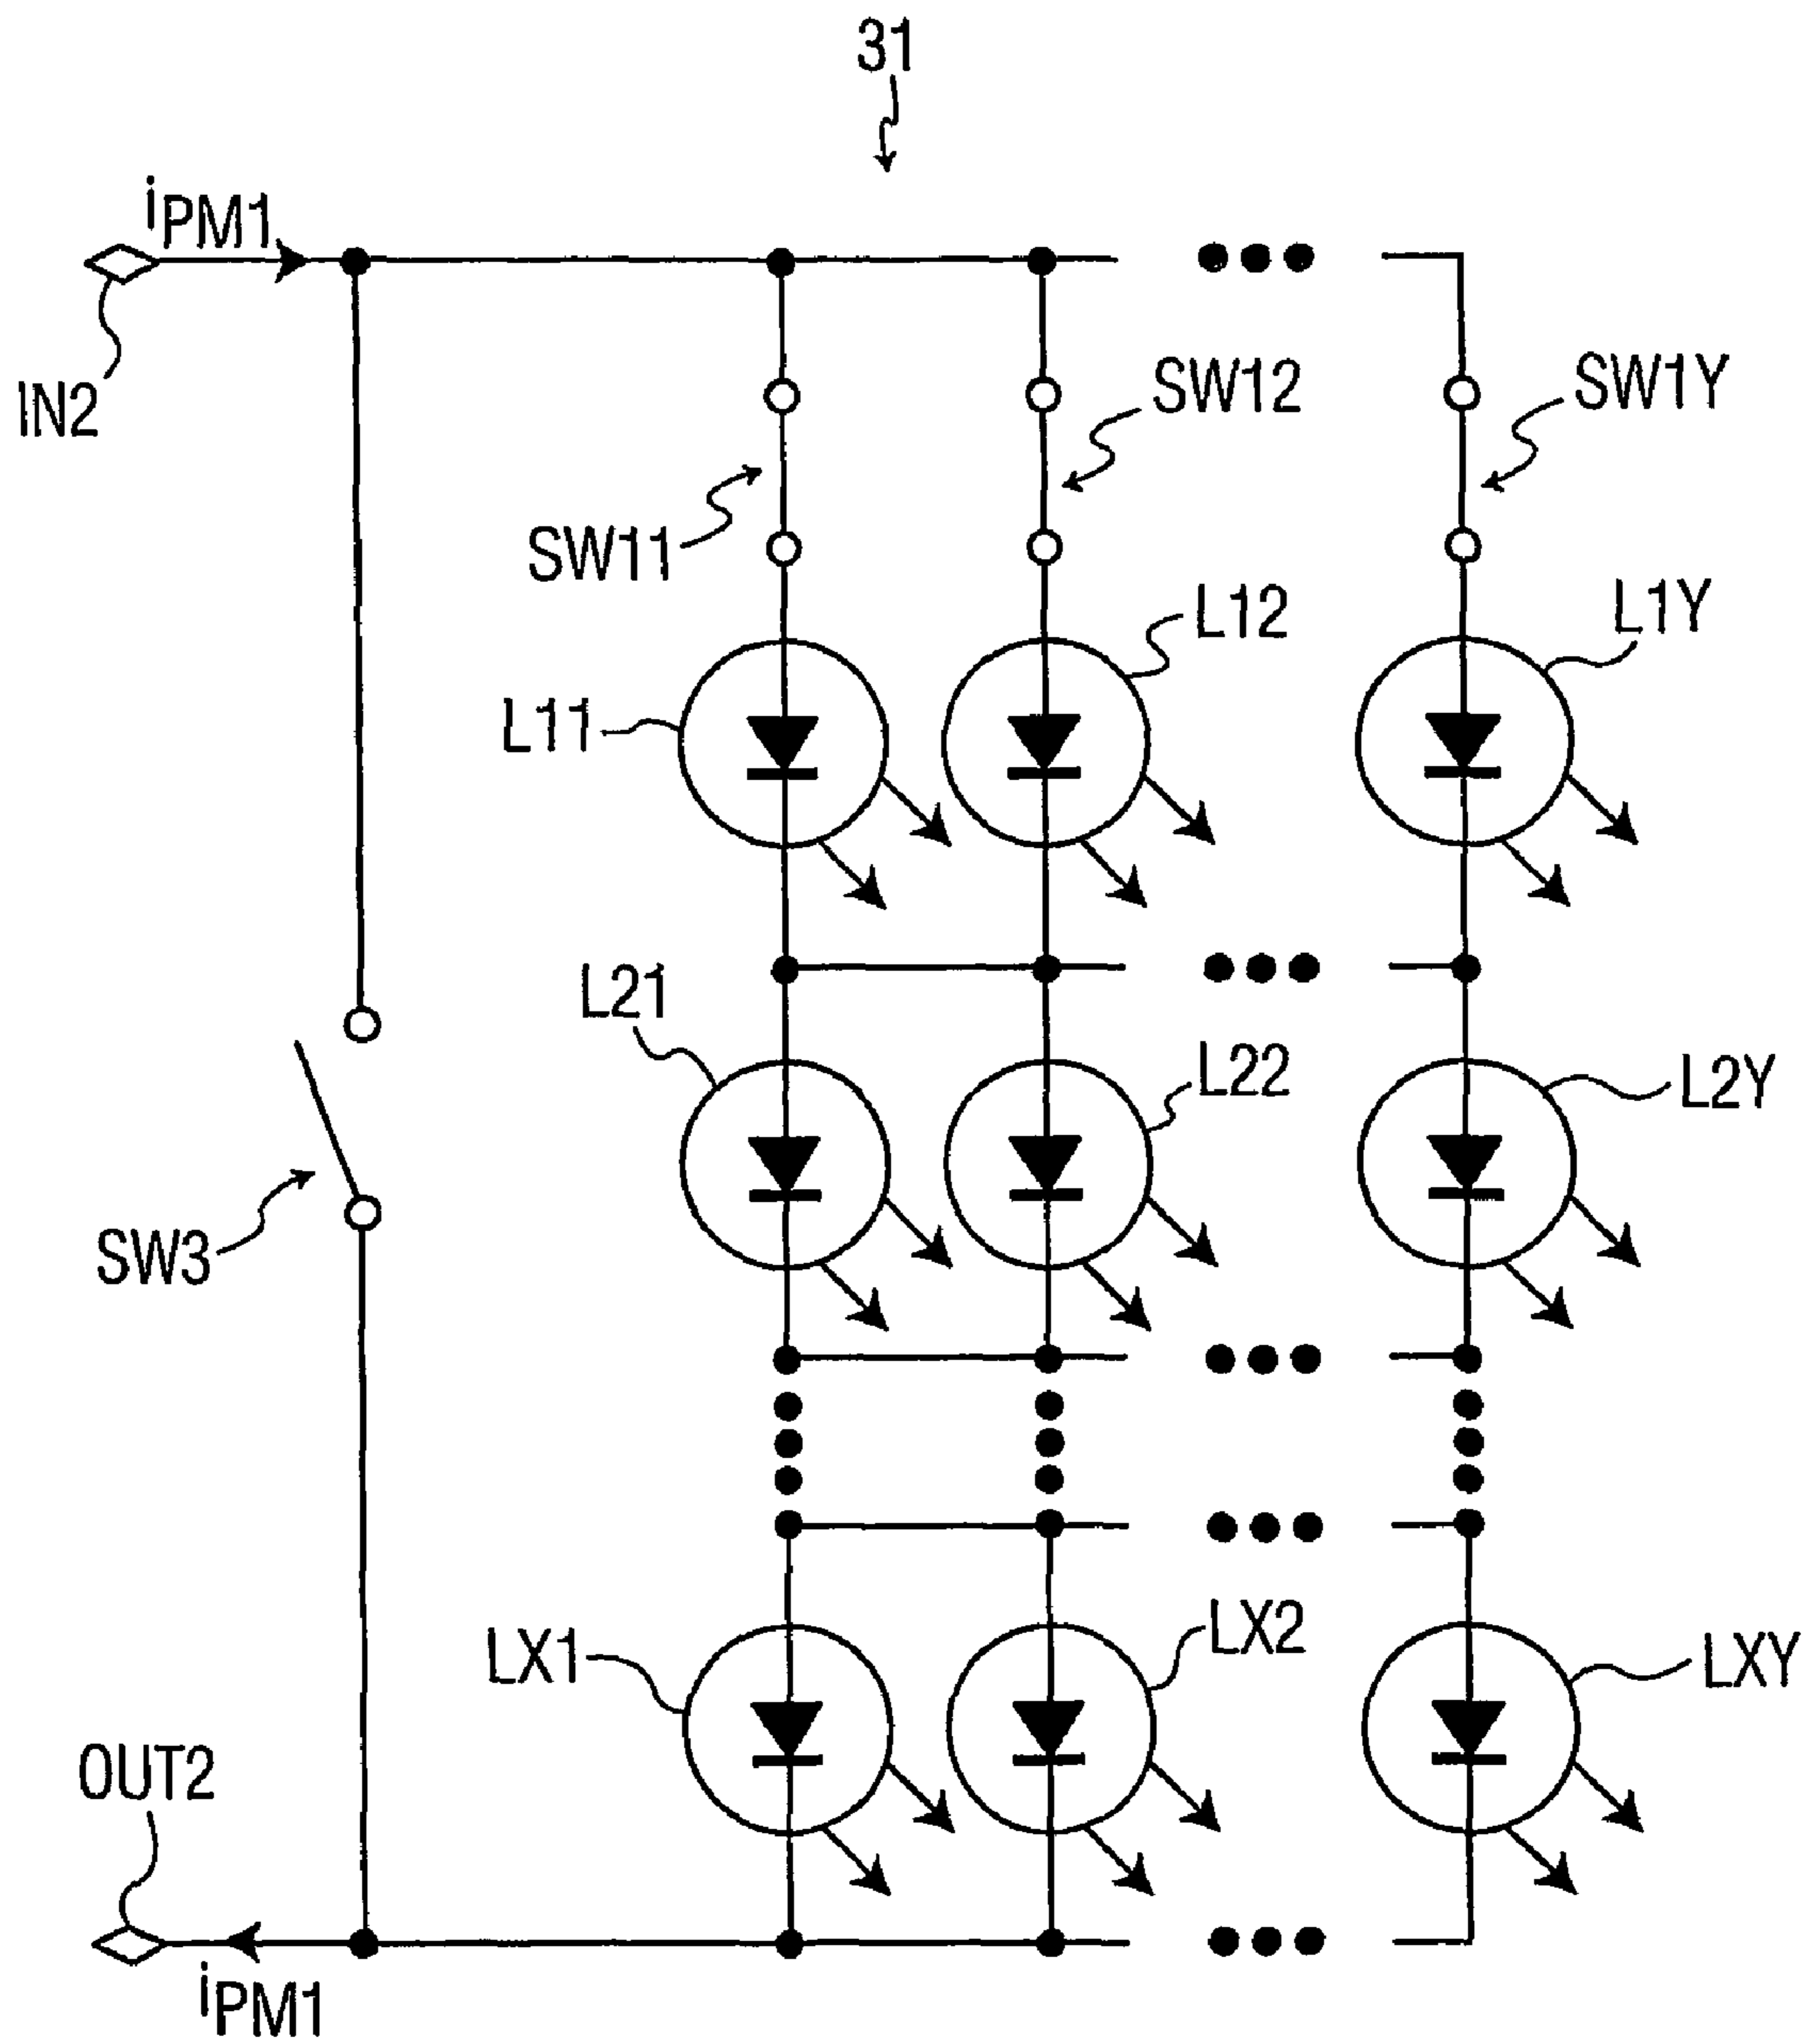 31
iPM1
IN2
SW12
SW1Y
SW11
L12
L1Y
L11
L21
L22
L2Y
SW3
LX1
LX2
LXY
OUT2
iPM1